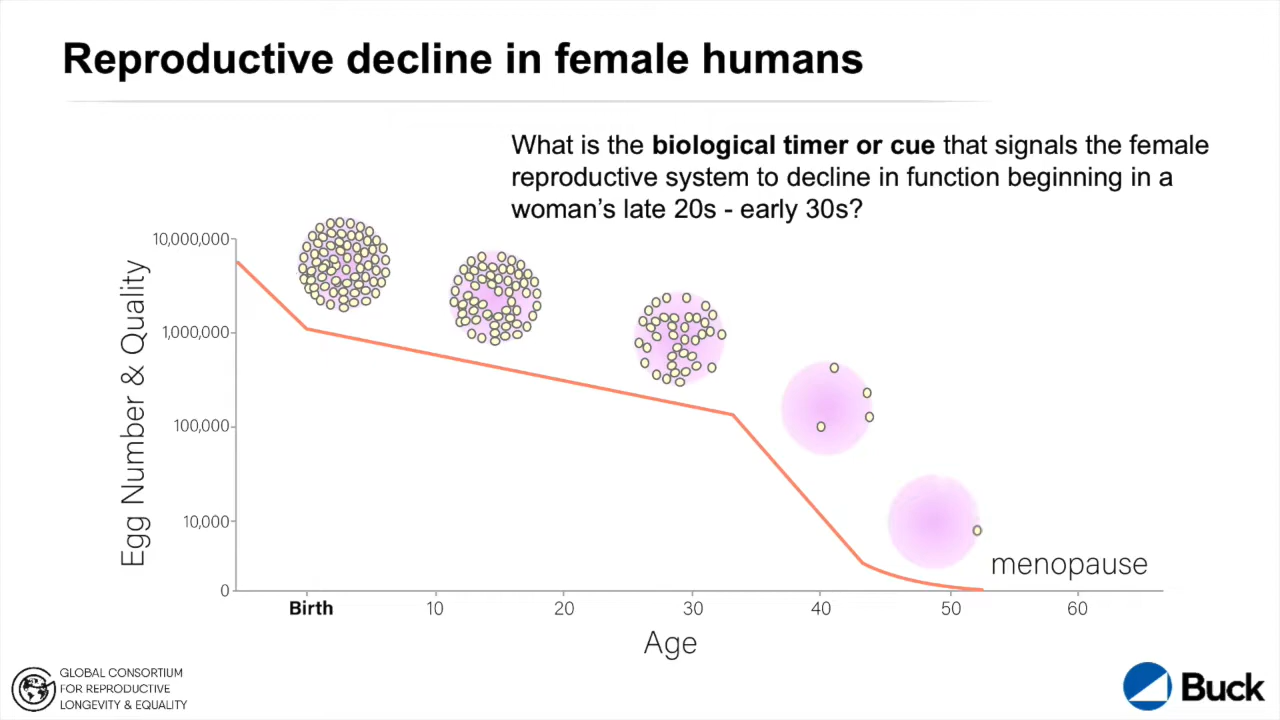 Reproductive decline in female humans
What is the biological timer or cue that signals the female
reproductive system to decline in function beginning in a
woman's late 20s - early 30s?
Egg Number & Quality
10,000,000
1,000,000
100,000
10,000
0
menopause
Birth 10 20 30 40 50 60
Age
GLOBAL CONSORTIUM
FOR REPRODUCTIVE
LONGEVITY & EQUALITY
Buck